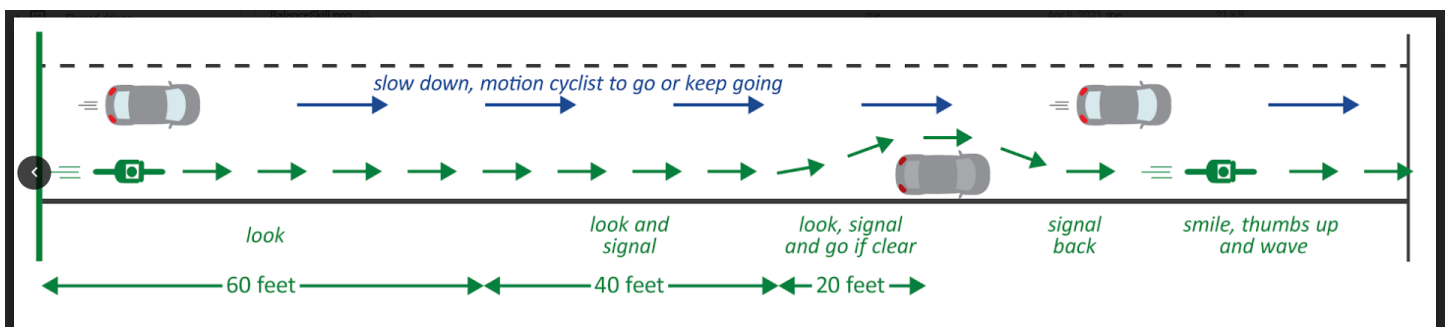 slow down, motion cyclist to go or keep going
look
look and
signal
look, signal
and go if clear
signal
back
smile, thumbs up
and wave
60 feet
40 feet
20 feet